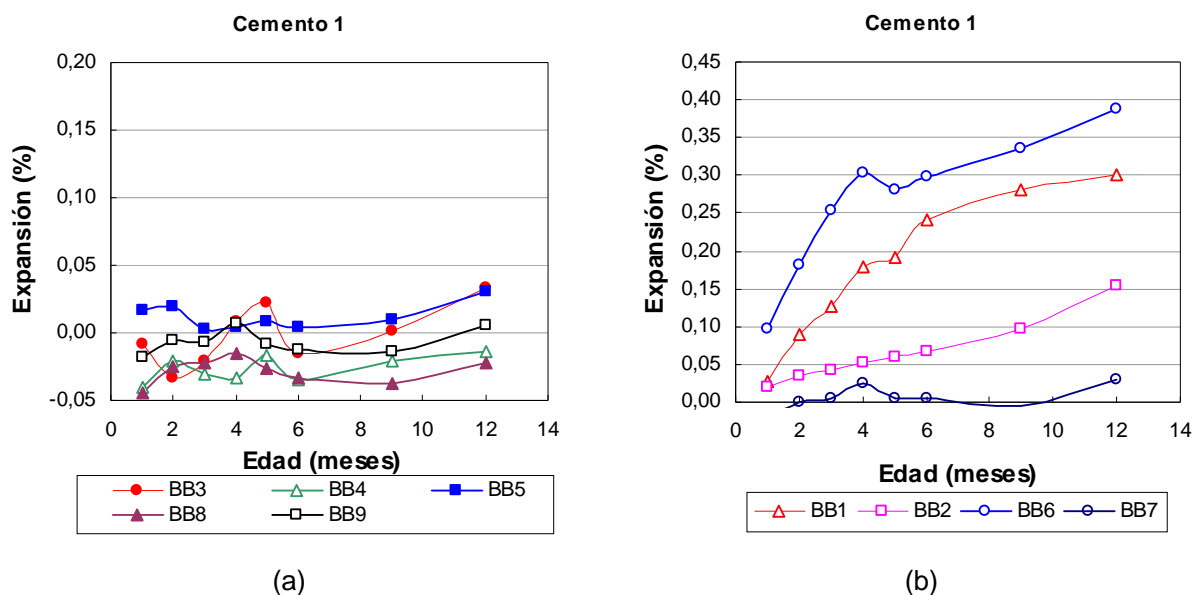 Cemento 1
Expansión (%)
0,20
0,15
0,10
0,05
0,00
-0,05
0 2 4 6 8 10 12 14
Edad (meses)
BB3 BB4 BB5
BB8 BB9
(a)
Cemento 1
Expansión (%)
0,45
0,40
0,35
0,30
0,25
0,20
0,15
0,10
0,05
0,00
0 2 4 6 8 10 12 14
Edad (meses)
BB1 BB2 BB6 BB7
(b)